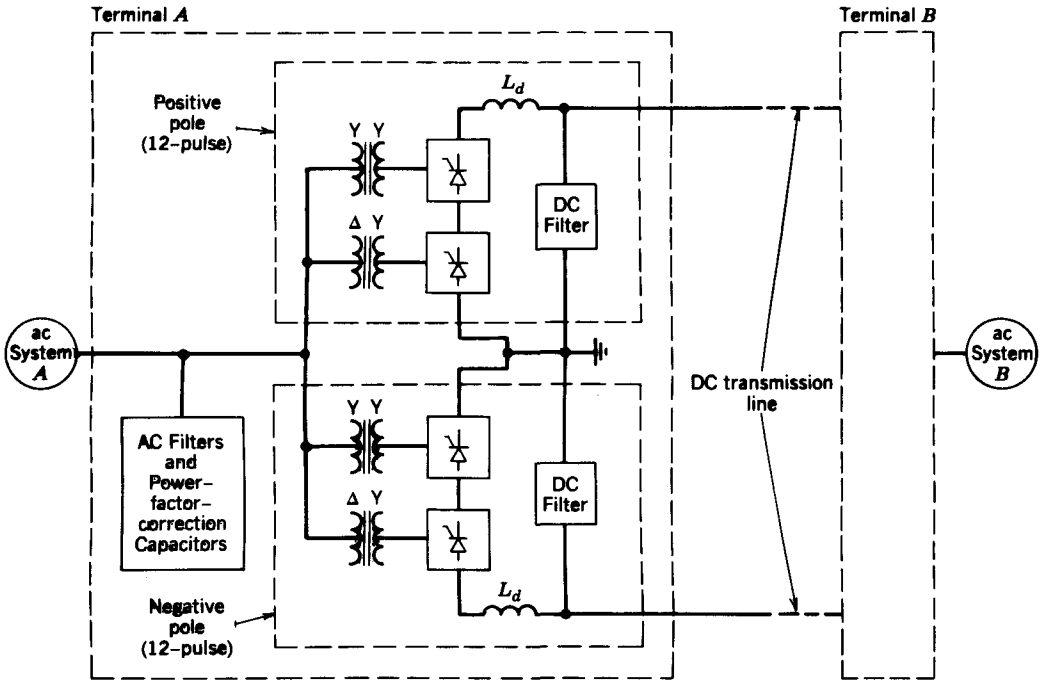 Terminal A
Terminal B
Positive
pole
(12-pulse)
L_d
Y Y
DC
Filter
Δ Y
ac
System
A
AC Filters
and
Power-
factor-
correction
Capacitors
DC transmission
line
ac
System
B
Y Y
Δ Y
DC
Filter
L_d
Negative
pole
(12-pulse)